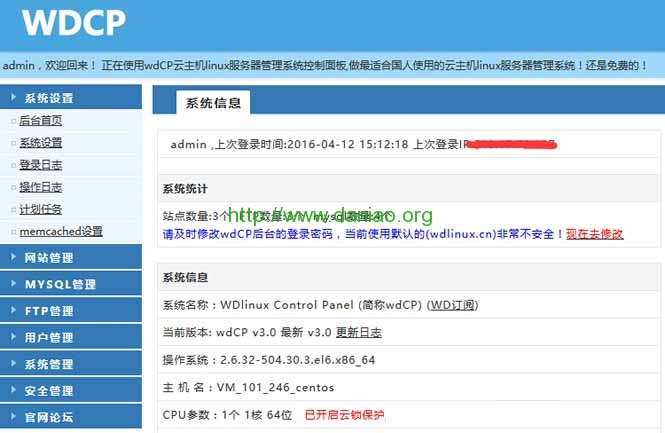 WDCP
admin，欢迎回来！ 正在使用wdCP云主机linux服务器管理系统控制面板,做最适合国人使用的云主机linux服务器管理系统！还是免费的！
系统设置
后台首页
系统设置
登录日志
操作日志
计划任务
memcached设置
网站管理
MYSQL管理
FTP管理
用户管理
系统管理
安全管理
官网论坛
系统信息
admin ,上次登录时间:2016-04-12 15:12:18 上次登录IP
系统统计
站点数量:3个
http://www.daniao.org
请及时修改wdCP后台的登录密码，当前使用默认的(wdlinux.cn)非常不安全！现在去修改
系统信息
系统名称：WDlinux Control Panel (简称wdCP) (WD订阅)
当前版本: wdCP v3.0 最新 v3.0 更新日志
操作系统：2.6.32-504.30.3.el6.x86_64
主 机 名：VM_101_246_centos
CPU参数：1个 1核 64位 已开启云锁保护